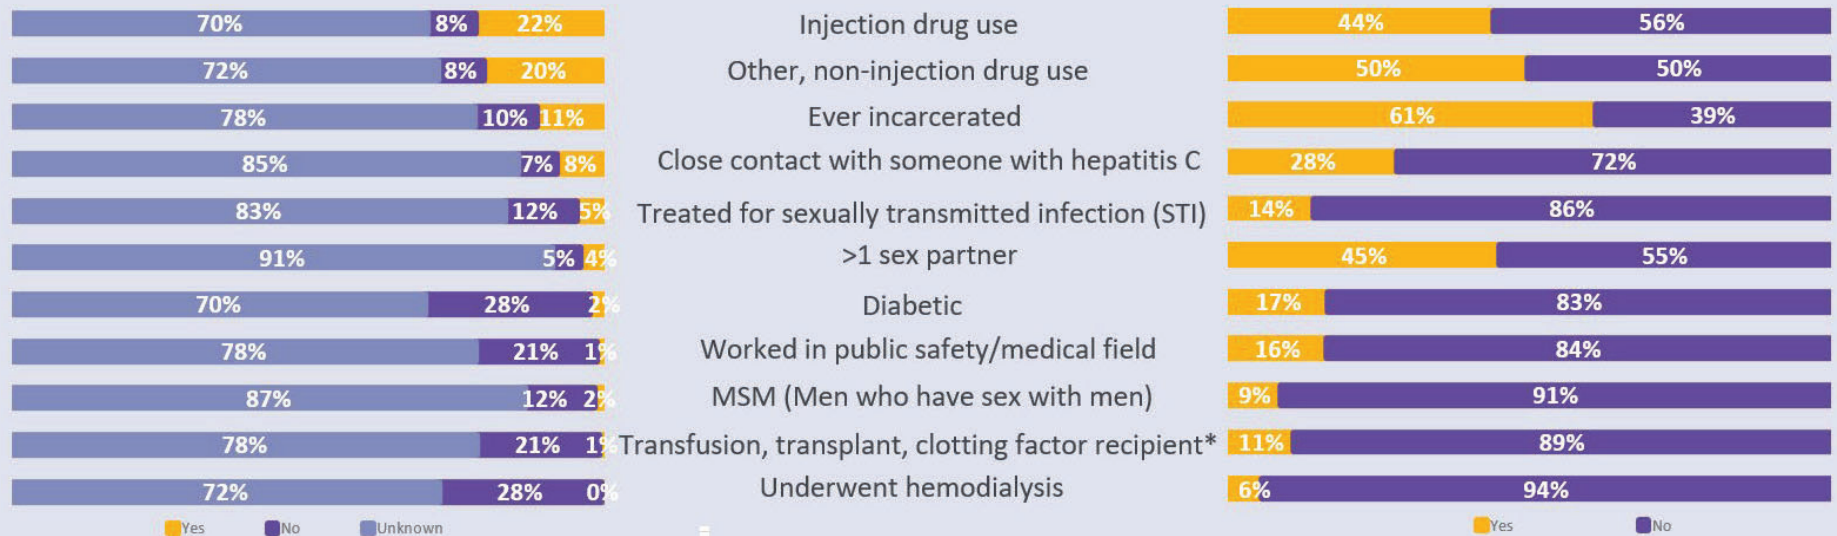 70% 8% 22% Injection drug use 44% 56%
72% 8% 20% Other, non-injection drug use 50% 50%
78% 10% 11% Ever incarcerated 61% 39%
85% 7% 8% Close contact with someone with hepatitis C 28% 72%
83% 12% 5% Treated for sexually transmitted infection (STI) 14% 86%
91% 5% 4% >1 sex partner 45% 55%
70% 28% 2% Diabetic 17% 83%
78% 21% 1% Worked in public safety/medical field 16% 84%
87% 12% 2% MSM (Men who have sex with men) 9% 91%
78% 21% 1% Transfusion, transplant, clotting factor recipient* 11% 89%
72% 28% 0% Underwent hemodialysis 6% 94%
Yes No Unknown Yes No